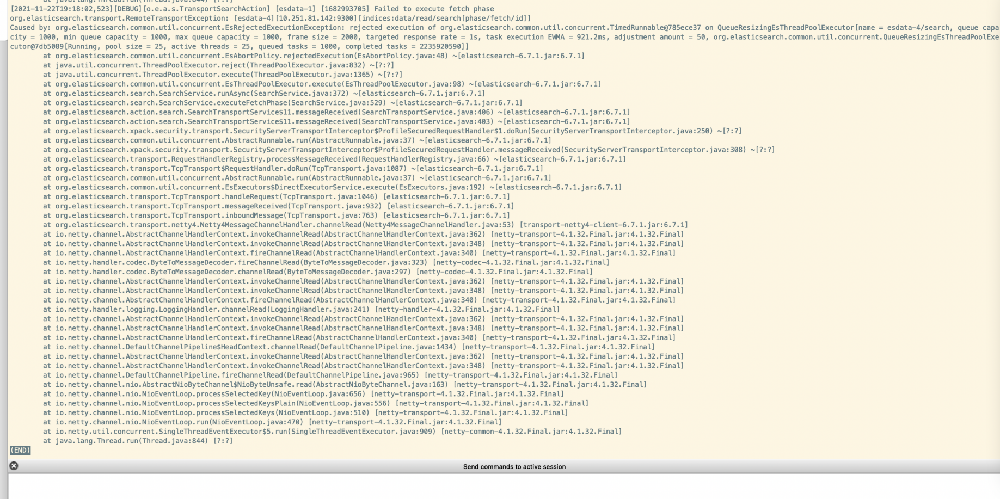 at java.lang.Thread.run(Thread.java:844) [?:?]
[2021-11-22T19:18:02,523][DEBUG][o.e.a.s.TransportSearchAction] [esdata-1] [1682993705] Failed to execute fetch phase
org.elasticsearch.transport.RemoteTransportException: [esdata-4][10.251.81.142:9300][indices:data/read/search[phase/fetch/id]]
Caused by: org.elasticsearch.common.util.concurrent.EsRejectedExecutionException: rejected execution of org.elasticsearch.common.util.concurrent.TimedRunnable@785ece37 on QueueResizingEsThreadPoolExecutor[name = esdata-4/search, queue capa
city = 1000, min queue capacity = 1000, max queue capacity = 1000, frame size = 2000, targeted response rate = 1s, task execution EWMA = 921.2ms, adjustment amount = 50, org.elasticsearch.common.util.concurrent.QueueResizingEsThreadPoolExe
cutor@7db5089[Running, pool size = 25, active threads = 25, queued tasks = 1000, completed tasks = 2235920590]]
at org.elasticsearch.common.util.concurrent.EsAbortPolicy.rejectedExecution(EsAbortPolicy.java:48) ~[elasticsearch-6.7.1.jar:6.7.1]
at java.util.concurrent.ThreadPoolExecutor.reject(ThreadPoolExecutor.java:832) ~[?:?]
at java.util.concurrent.ThreadPoolExecutor.execute(ThreadPoolExecutor.java:1365) ~[?:?]
at org.elasticsearch.common.util.concurrent.EsThreadPoolExecutor.execute(EsThreadPoolExecutor.java:98) ~[elasticsearch-6.7.1.jar:6.7.1]
at org.elasticsearch.search.SearchService.runAsync(SearchService.java:372) ~[elasticsearch-6.7.1.jar:6.7.1]
at org.elasticsearch.search.SearchService.executeFetchPhase(SearchService.java:529) ~[elasticsearch-6.7.1.jar:6.7.1]
at org.elasticsearch.action.search.SearchTransportService$11.messageReceived(SearchTransportService.java:406) ~[elasticsearch-6.7.1.jar:6.7.1]
at org.elasticsearch.action.search.SearchTransportService$11.messageReceived(SearchTransportService.java:403) ~[elasticsearch-6.7.1.jar:6.7.1]
at org.elasticsearch.xpack.security.transport.SecurityServerTransportInterceptor$ProfileSecuredRequestHandler$1.doRun(SecurityServerTransportInterceptor.java:250) ~[?:?]
at org.elasticsearch.common.util.concurrent.AbstractRunnable.run(AbstractRunnable.java:37) ~[elasticsearch-6.7.1.jar:6.7.1]
at org.elasticsearch.xpack.security.transport.SecurityServerTransportInterceptor$ProfileSecuredRequestHandler.messageReceived(SecurityServerTransportInterceptor.java:308) ~[?:?]
at org.elasticsearch.transport.RequestHandlerRegistry.processMessageReceived(RequestHandlerRegistry.java:66) ~[elasticsearch-6.7.1.jar:6.7.1]
at org.elasticsearch.transport.TcpTransport$RequestHandler.doRun(TcpTransport.java:1087) ~[elasticsearch-6.7.1.jar:6.7.1]
at org.elasticsearch.common.util.concurrent.AbstractRunnable.run(AbstractRunnable.java:37) ~[elasticsearch-6.7.1.jar:6.7.1]
at org.elasticsearch.common.util.concurrent.EsExecutors$DirectExecutorService.execute(EsExecutors.java:192) ~[elasticsearch-6.7.1.jar:6.7.1]
at org.elasticsearch.transport.TcpTransport.handleRequest(TcpTransport.java:1046) [elasticsearch-6.7.1.jar:6.7.1]
at org.elasticsearch.transport.TcpTransport.messageReceived(TcpTransport.java:932) [elasticsearch-6.7.1.jar:6.7.1]
at org.elasticsearch.transport.TcpTransport.inboundMessage(TcpTransport.java:763) [elasticsearch-6.7.1.jar:6.7.1]
at org.elasticsearch.transport.netty4.Netty4MessageChannelHandler.channelRead(Netty4MessageChannelHandler.java:53) [transport-netty4-client-6.7.1.jar:6.7.1]
at io.netty.channel.AbstractChannelHandlerContext.invokeChannelRead(AbstractChannelHandlerContext.java:362) [netty-transport-4.1.32.Final.jar:4.1.32.Final]
at io.netty.channel.AbstractChannelHandlerContext.invokeChannelRead(AbstractChannelHandlerContext.java:348) [netty-transport-4.1.32.Final.jar:4.1.32.Final]
at io.netty.channel.AbstractChannelHandlerContext.fireChannelRead(AbstractChannelHandlerContext.java:340) [netty-transport-4.1.32.Final.jar:4.1.32.Final]
at io.netty.handler.codec.ByteToMessageDecoder.fireChannelRead(ByteToMessageDecoder.java:323) [netty-codec-4.1.32.Final.jar:4.1.32.Final]
at io.netty.handler.codec.ByteToMessageDecoder.channelRead(ByteToMessageDecoder.java:297) [netty-codec-4.1.32.Final.jar:4.1.32.Final]
at io.netty.channel.AbstractChannelHandlerContext.invokeChannelRead(AbstractChannelHandlerContext.java:362) [netty-transport-4.1.32.Final.jar:4.1.32.Final]
at io.netty.channel.AbstractChannelHandlerContext.invokeChannelRead(AbstractChannelHandlerContext.java:348) [netty-transport-4.1.32.Final.jar:4.1.32.Final]
at io.netty.channel.AbstractChannelHandlerContext.fireChannelRead(AbstractChannelHandlerContext.java:340) [netty-transport-4.1.32.Final.jar:4.1.32.Final]
at io.netty.handler.logging.LoggingHandler.channelRead(LoggingHandler.java:241) [netty-handler-4.1.32.Final.jar:4.1.32.Final]
at io.netty.channel.AbstractChannelHandlerContext.invokeChannelRead(AbstractChannelHandlerContext.java:362) [netty-transport-4.1.32.Final.jar:4.1.32.Final]
at io.netty.channel.AbstractChannelHandlerContext.invokeChannelRead(AbstractChannelHandlerContext.java:348) [netty-transport-4.1.32.Final.jar:4.1.32.Final]
at io.netty.channel.AbstractChannelHandlerContext.fireChannelRead(AbstractChannelHandlerContext.java:340) [netty-transport-4.1.32.Final.jar:4.1.32.Final]
at io.netty.channel.DefaultChannelPipeline$HeadContext.channelRead(DefaultChannelPipeline.java:1434) [netty-transport-4.1.32.Final.jar:4.1.32.Final]
at io.netty.channel.AbstractChannelHandlerContext.invokeChannelRead(AbstractChannelHandlerContext.java:362) [netty-transport-4.1.32.Final.jar:4.1.32.Final]
at io.netty.channel.AbstractChannelHandlerContext.invokeChannelRead(AbstractChannelHandlerContext.java:348) [netty-transport-4.1.32.Final.jar:4.1.32.Final]
at io.netty.channel.DefaultChannelPipeline.fireChannelRead(DefaultChannelPipeline.java:965) [netty-transport-4.1.32.Final.jar:4.1.32.Final]
at io.netty.channel.nio.AbstractNioByteChannel$NioByteUnsafe.read(AbstractNioByteChannel.java:163) [netty-transport-4.1.32.Final.jar:4.1.32.Final]
at io.netty.channel.nio.NioEventLoop.processSelectedKey(NioEventLoop.java:656) [netty-transport-4.1.32.Final.jar:4.1.32.Final]
at io.netty.channel.nio.NioEventLoop.processSelectedKeysPlain(NioEventLoop.java:556) [netty-transport-4.1.32.Final.jar:4.1.32.Final]
at io.netty.channel.nio.NioEventLoop.processSelectedKeys(NioEventLoop.java:510) [netty-transport-4.1.32.Final.jar:4.1.32.Final]
at io.netty.channel.nio.NioEventLoop.run(NioEventLoop.java:470) [netty-transport-4.1.32.Final.jar:4.1.32.Final]
at io.netty.util.concurrent.SingleThreadEventExecutor$5.run(SingleThreadEventExecutor.java:909) [netty-common-4.1.32.Final.jar:4.1.32.Final]
at java.lang.Thread.run(Thread.java:844) [?:?]
(END)
Send commands to active session